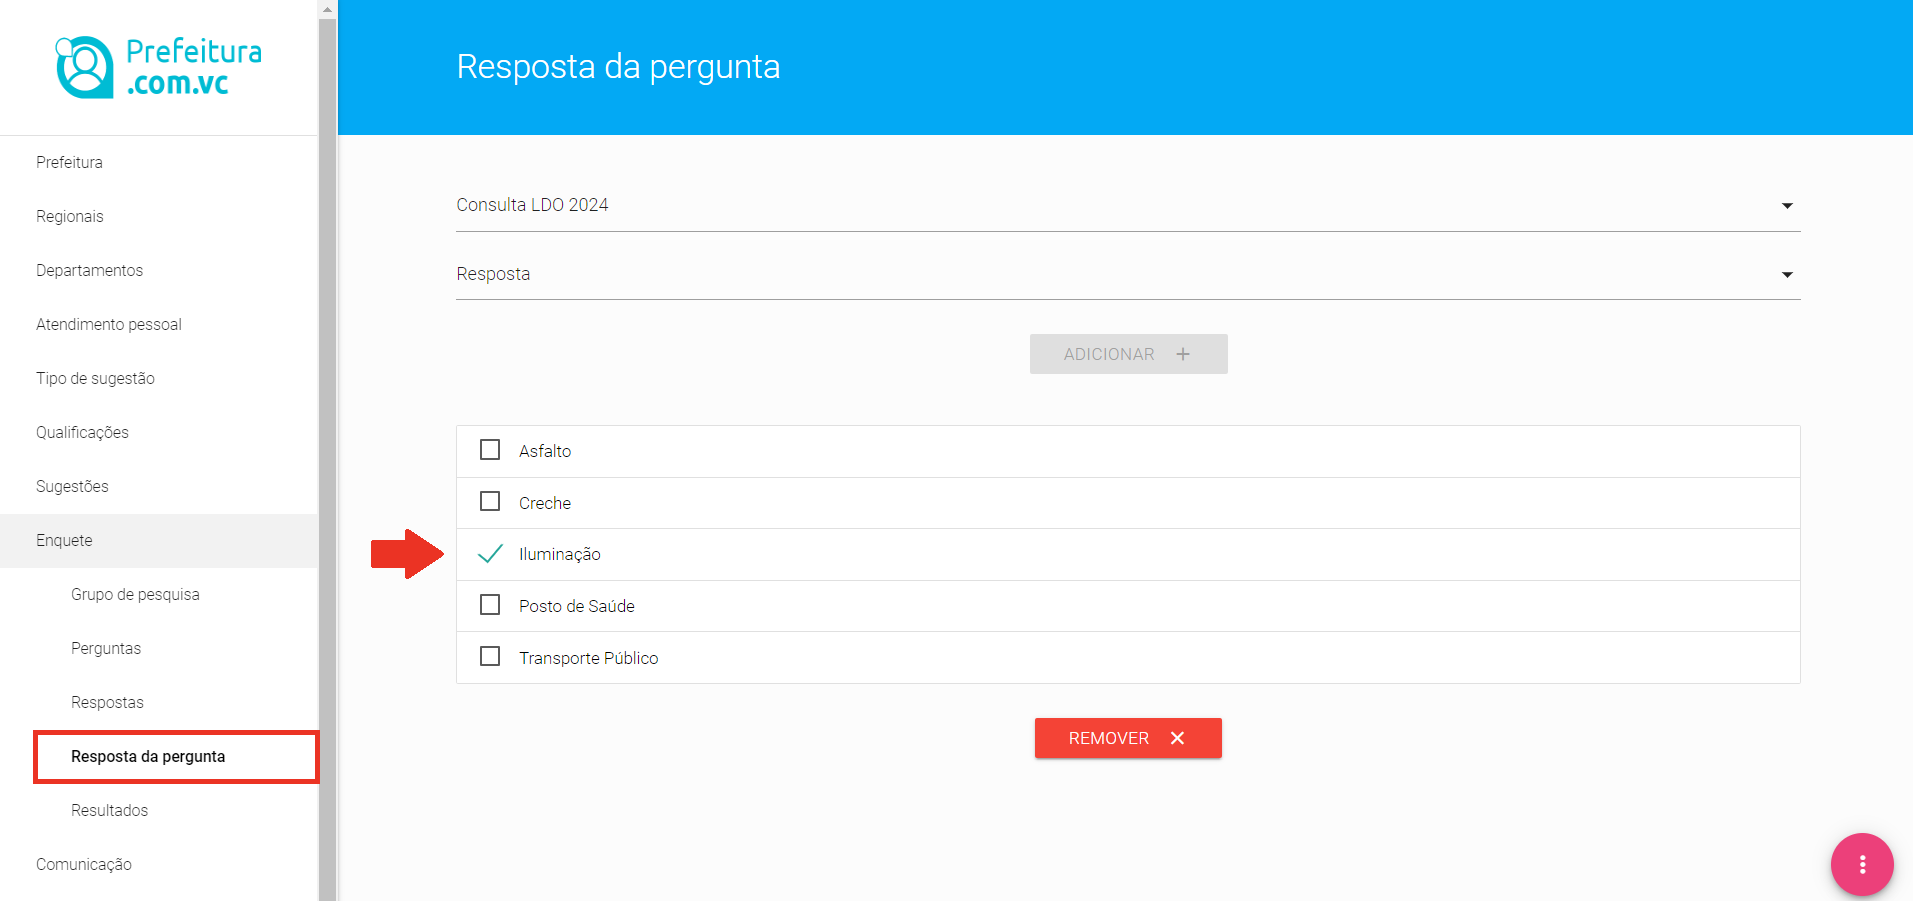 Prefeitura
.com.vc
Prefeitura
Regionais
Departamentos
Atendimento pessoal
Tipo de sugestão
Qualificações
Sugestões
Enquete
Grupo de pesquisa
Perguntas
Respostas
Resposta da pergunta
Resultados
Comunicação
Resposta da pergunta
Consulta LDO 2024
Resposta
ADICIONAR +
Asfalto
Creche
Iluminação
Posto de Saúde
Transporte Público
REMOVER